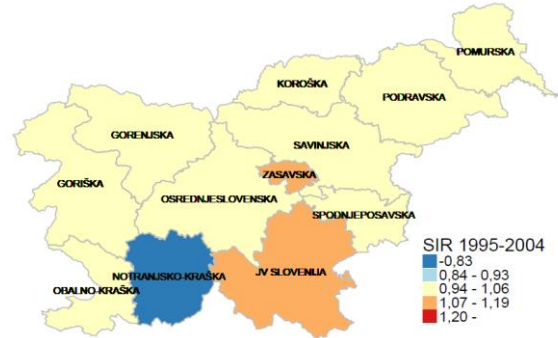 POMURSKA
KOROŠKA
PODRAVSKA
GORENJSKA
SAVINJSKA
ZASAVSKA
GORIŠKA
OSREDNJESLOVENSKA
SPODNJEPOSAVSKA
NOTRANJSKO-KRAŠKA
JV SLOVENIJA
OBALNO-KRAŠKA
SIR 1995-2004
-0,83
0,84 - 0,93
0,94 - 1,06
1,07 - 1,19
1,20 -